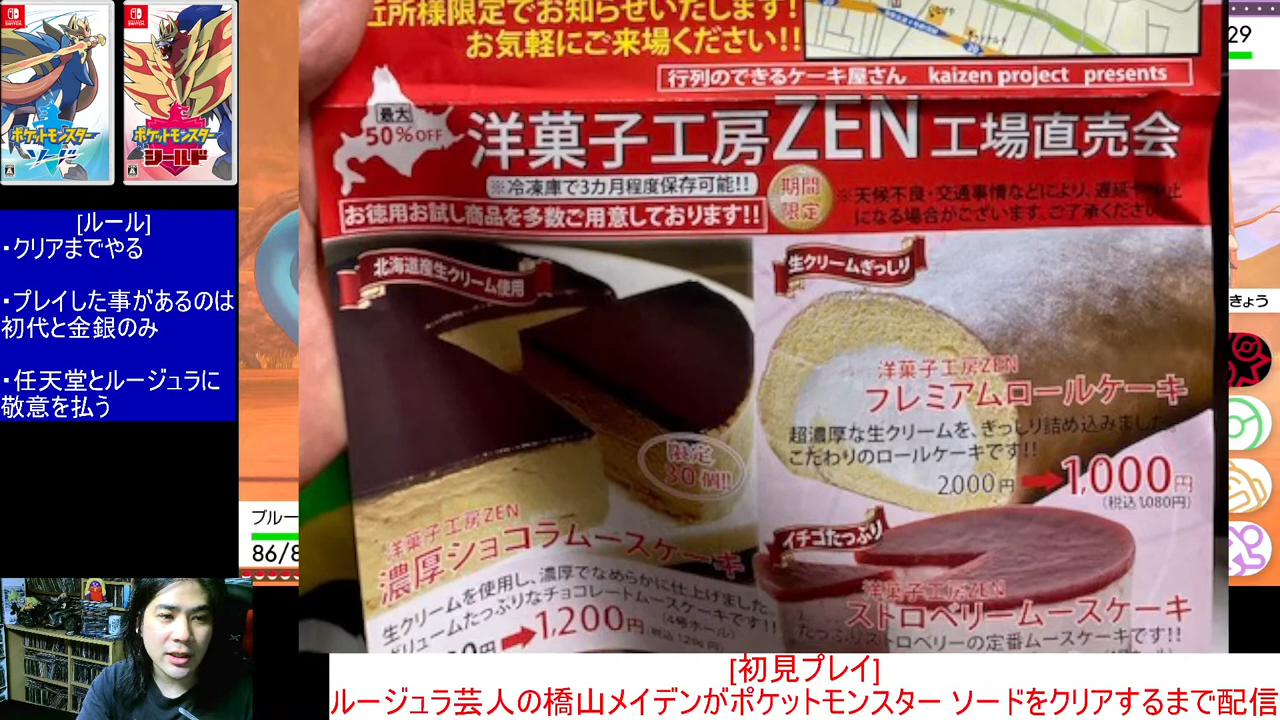 ポケットモンスター
ソード
ポケットモンスター
シールド
[ルール]
・クリアまでやる
・プレイした事があるのは
初代と金銀のみ
・任天堂とルージュラに
敬意を払う
近所様限定でお知らせいたします!
お気軽にご来場ください!!
行列のできるケーキ屋さん kaizen project presents
最大
50%OFF
洋菓子工房ZEN工場直売会
※冷凍庫で3カ月程度保存可能!!
お徳用お試し商品を多数ご用意しております!!
期間
限定
※天候不良・交通事情などにより、遅延
になる場合がございます。ご了承ください
北海道産生クリーム使用
限定
30個!!
洋菓子工房ZEN
濃厚ショコラムースケーキ
生クリームを使用し、濃厚でなめらかに仕上げました。
ボリュームたっぷりなチョコレートムースケーキです!!
(4号ホール)
1,200円
生クリームぎっしり
洋菓子工房ZEN
プレミアムロールケーキ
超濃厚な生クリームを、ぎっしり詰め込みました。
こだわりのロールケーキです!!
2,000円→1,000円
(税込1,080円)
イチゴたっぷり
洋菓子工房ZEN
ストロベリームースケーキ
たっぷりストロベリーの定番ムースケーキです!!
29
きょう
ブルー
86/8
[初見プレイ]
ルージュラ芸人の橋山メイデンがポケットモンスター ソードをクリアするまで配信